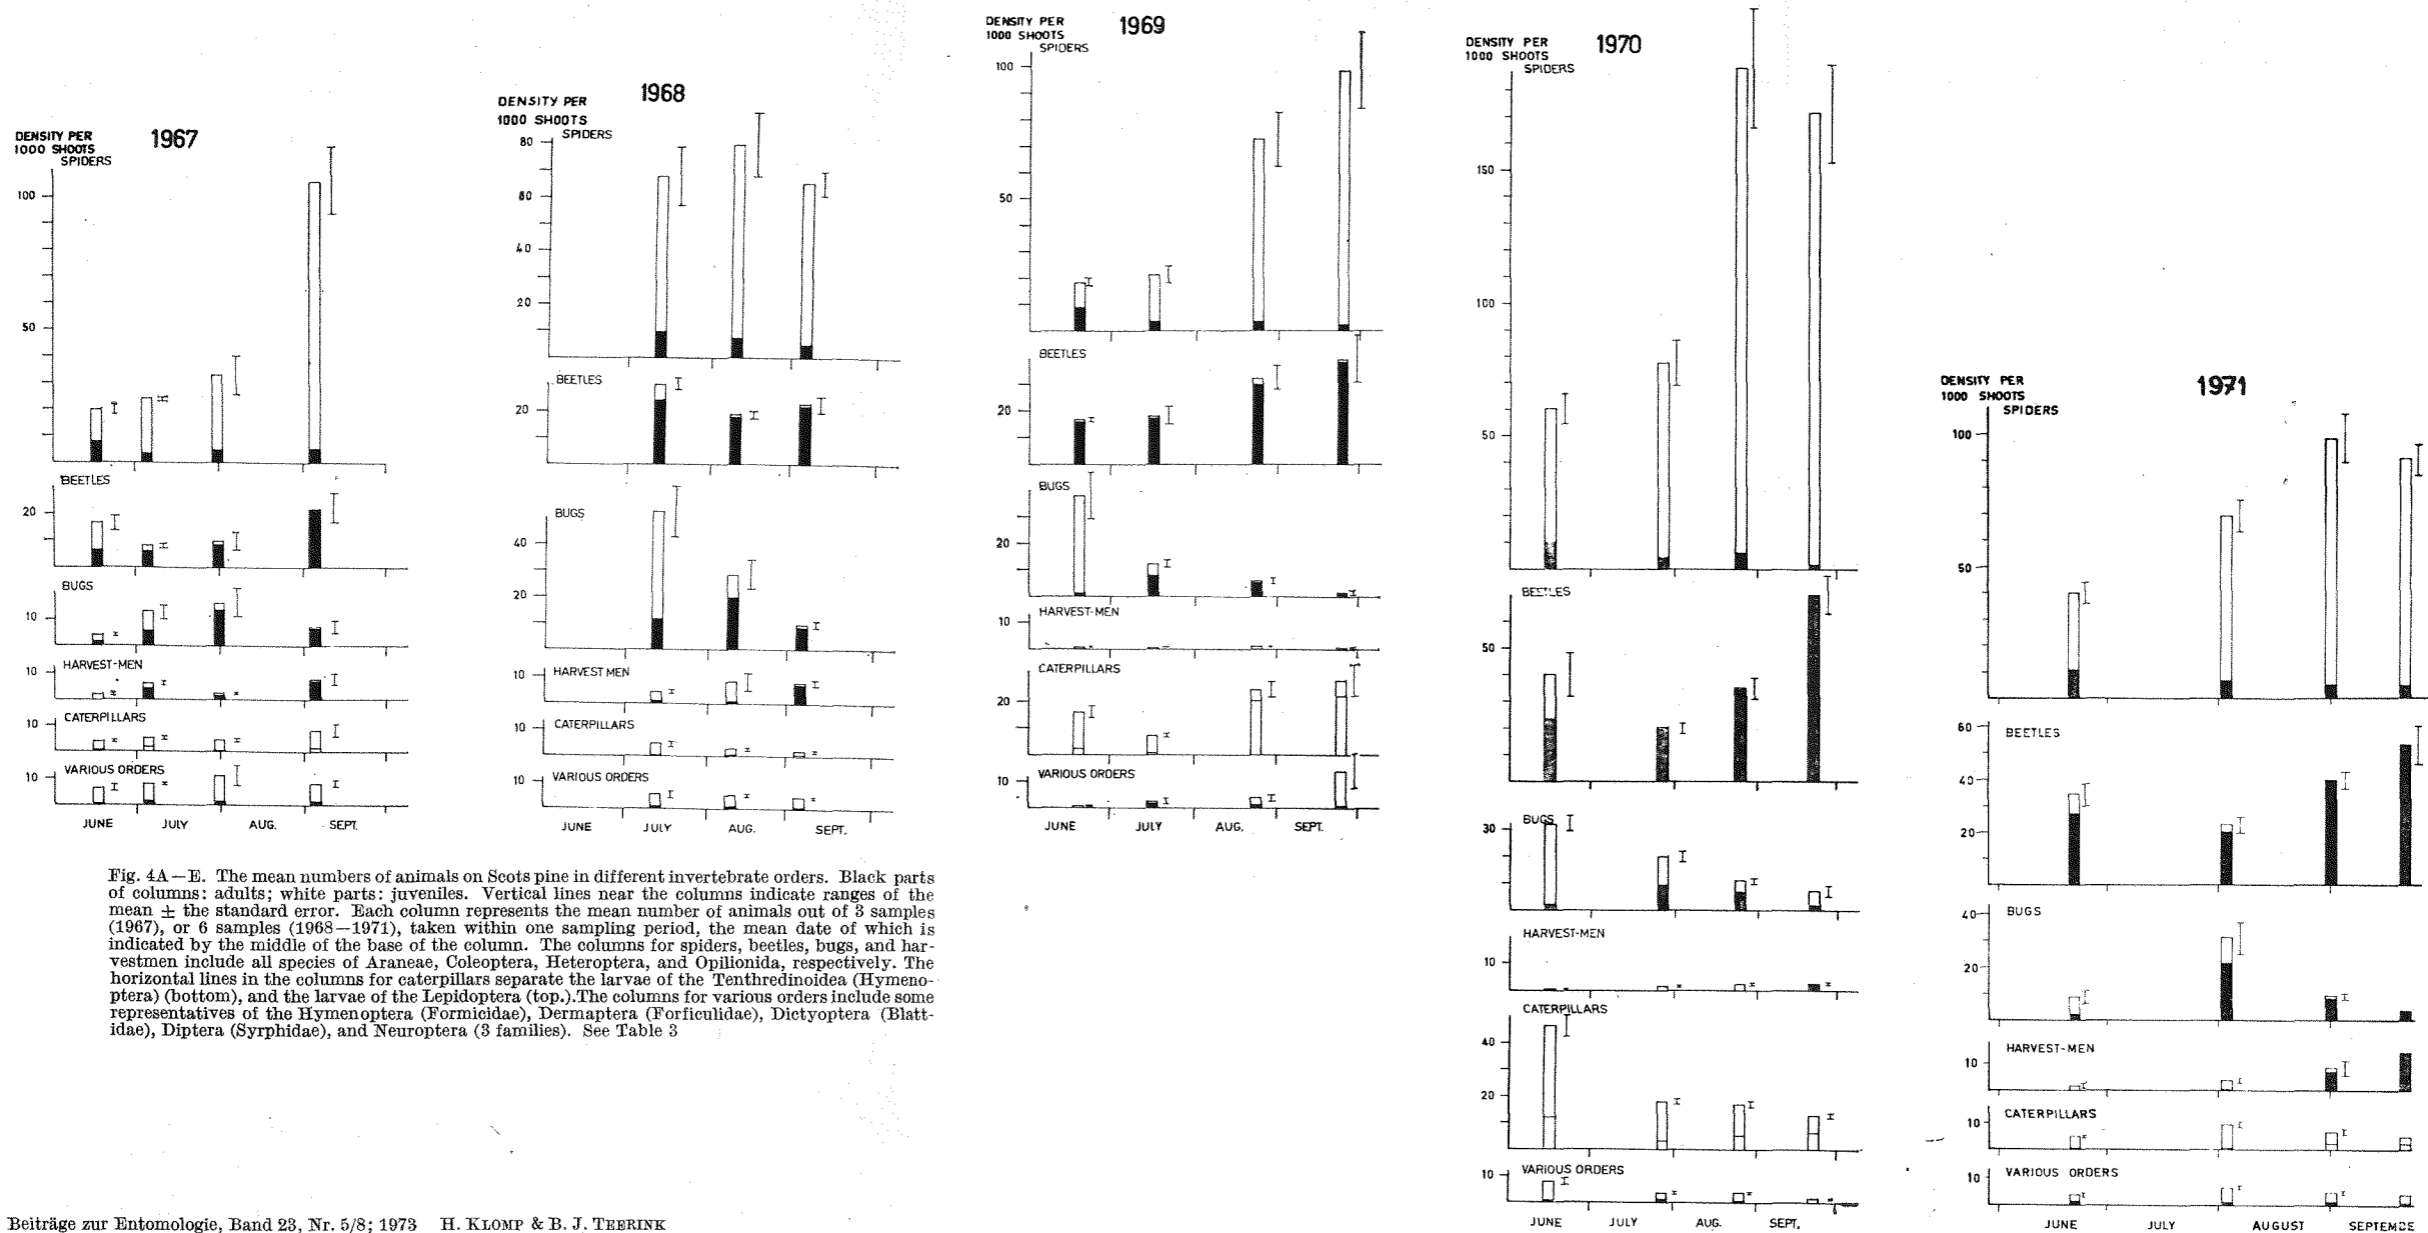 1967
DENSITY PER
1000 SHOOTS
SPIDERS
100
50
BEETLES
20
BUGS
10
HARVEST-MEN
10
CATERPILLARS
10
VARIOUS ORDERS
10
JUNE JULY AUG. SEPT.
1968
DENSITY PER
1000 SHOOTS
SPIDERS
80
60
40
20
BEETLES
20
BUGS
40
20
HARVEST MEN
10
CATERPILLARS
10
VARIOUS ORDERS
10
JUNE JULY AUG. SEPT.
1969
DENSITY PER
1000 SHOOTS
SPIDERS
100
50
BEETLES
20
BUGS
20
HARVEST-MEN
10
CATERPILLARS
20
VARIOUS ORDERS
10
JUNE JULY AUG. SEPT.
1970
DENSITY PER
1000 SHOOTS
SPIDERS
150
100
50
BEETLES
50
BUGS
30
HARVEST-MEN
10
CATERPILLARS
40
20
VARIOUS ORDERS
10
JUNE JULY AUG. SEPT.
1971
DENSITY PER
1000 SHOOTS
SPIDERS
100
50
BEETLES
60
40
20
BUGS
40
20
HARVEST-MEN
10
CATERPILLARS
10
VARIOUS ORDERS
10
JUNE JULY AUGUST SEPTEMBE
Fig. 4A—E. The mean numbers of animals on Scots pine in different invertebrate orders. Black parts
of columns: adults; white parts: juveniles. Vertical lines near the columns indicate ranges of the
mean ± the standard error. Each column represents the mean number of animals out of 3 samples
(1967), or 6 samples (1968—1971), taken within one sampling period, the mean date of which is
indicated by the middle of the base of the column. The columns for spiders, beetles, bugs, and har-
vestmen include all species of Araneae, Coleoptera, Heteroptera, and Opilionida, respectively. The
horizontal lines in the columns for caterpillars separate the larvae of the Tenthredinoidea (Hymeno-
ptera) (bottom), and the larvae of the Lepidoptera (top.).The columns for various orders include some
representatives of the Hymenoptera (Formicidae), Dermaptera (Forficulidae), Dictyoptera (Blatt-
idae), Diptera (Syrphidae), and Neuroptera (3 families). See Table 3
Beiträge zur Entomologie, Band 23, Nr. 5/8; 1973 H. KLOMP & B. J. TEERINK